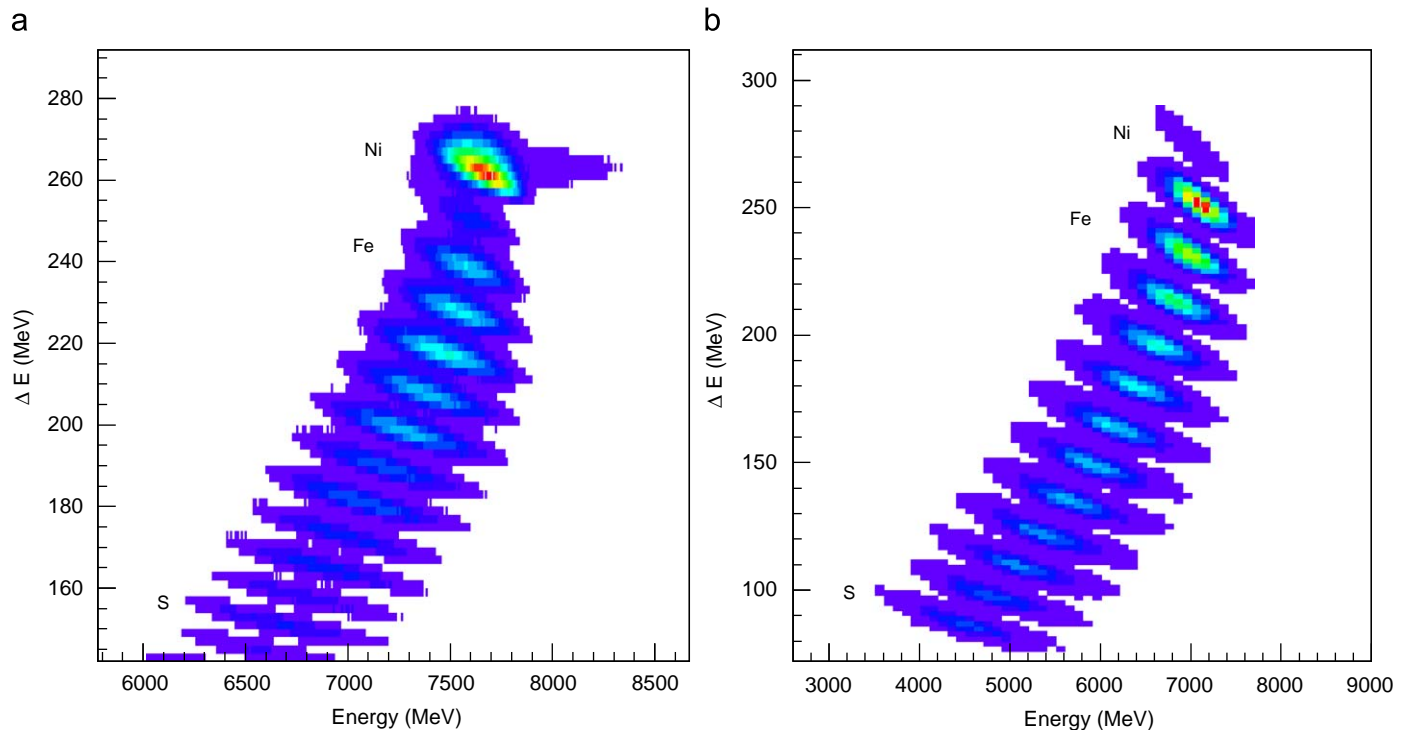 a
b
280
260
240
220
200
180
160
Δ E (MeV)
Ni
Fe
S
6000 6500 7000 7500 8000 8500
Energy (MeV)
300
250
200
150
100
Δ E (MeV)
Ni
Fe
S
3000 4000 5000 6000 7000 8000 9000
Energy (MeV)